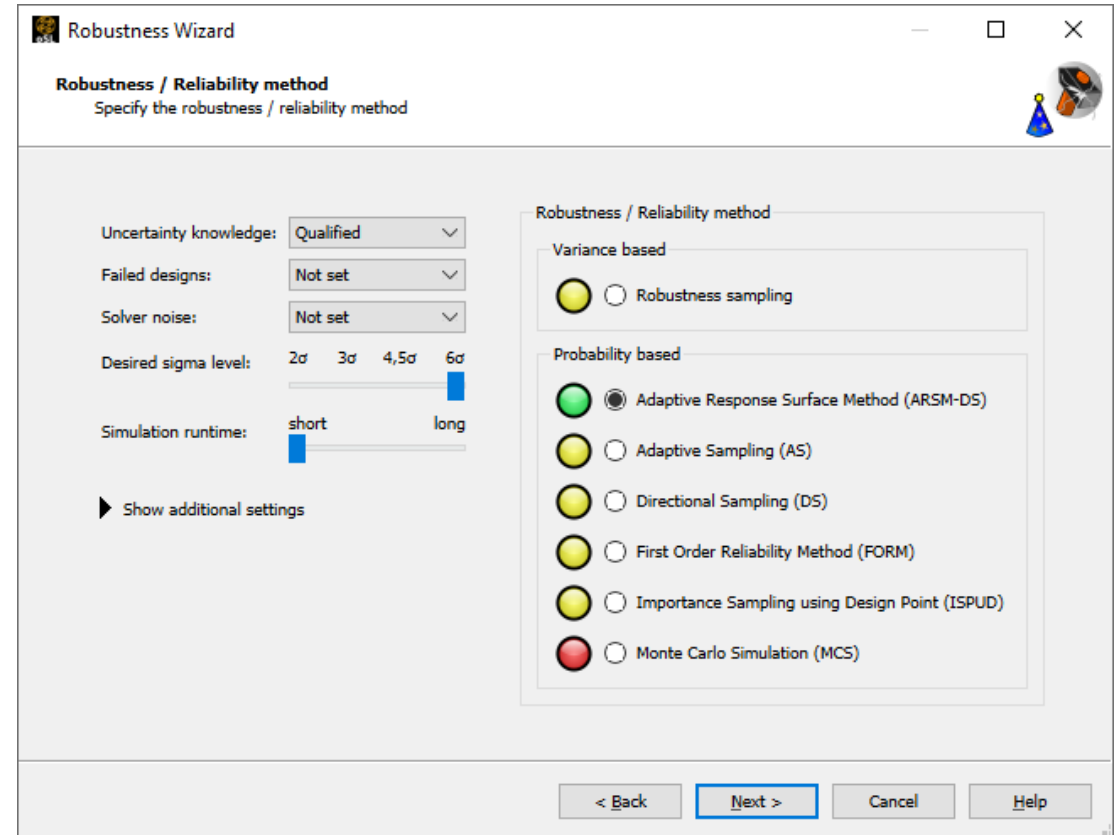 Robustness Wizard
Robustness / Reliability method
Specify the robustness / reliability method
Uncertainty knowledge: Qualified
Failed designs: Not set
Solver noise: Not set
Desired sigma level: 2σ 3σ 4,5σ 6σ
Simulation runtime: short long
Show additional settings
Robustness / Reliability method
Variance based
Robustness sampling
Probability based
Adaptive Response Surface Method (ARSM-DS)
Adaptive Sampling (AS)
Directional Sampling (DS)
First Order Reliability Method (FORM)
Importance Sampling using Design Point (ISPUD)
Monte Carlo Simulation (MCS)
< Back Next > Cancel Help